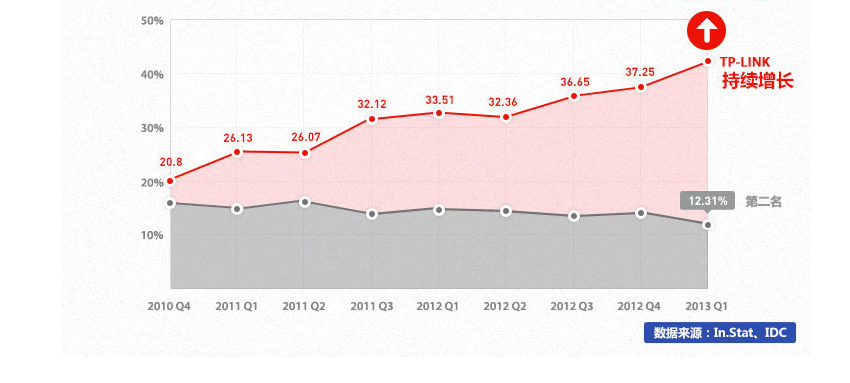 50%
TP-LINK
持续增长
40%
37.25
36.65
32.12
33.51
32.36
30%
26.13
26.07
20.8
20%
12.31%
第二名
10%
2010 Q4
2011 Q1
2011 Q2
2011 Q3
2012 Q1
2012 Q2
2012 Q3
2012 Q4
2013 Q1
数据来源：In.Stat、IDC